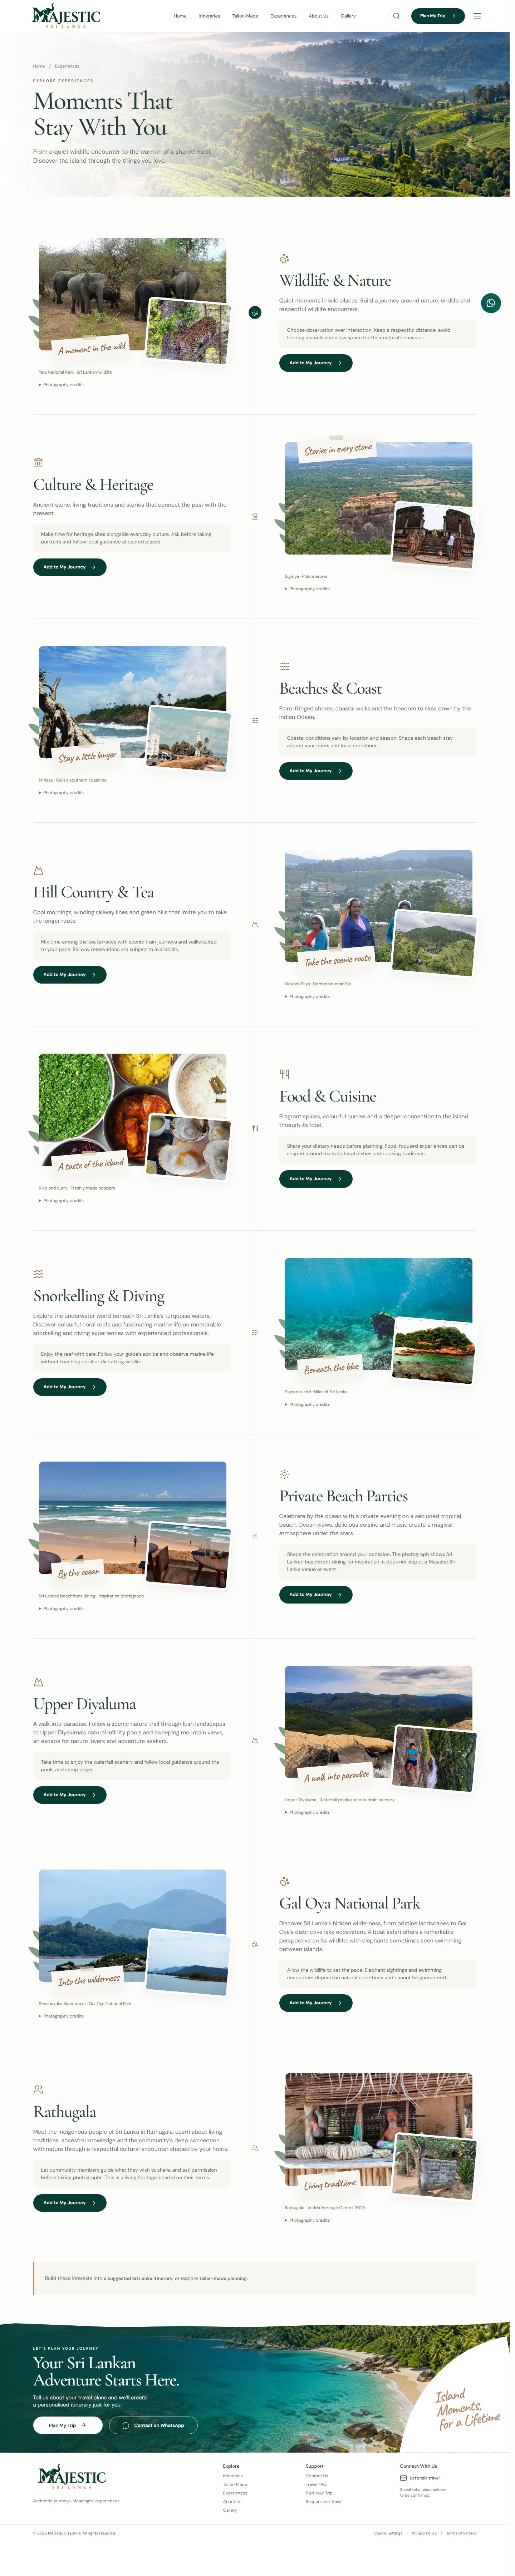 MAJESTIC
SRI LANKA
Home Itineraries Tailor-Made Experiences About Us Gallery
Plan My Trip
Home / Experiences
EXPLORE EXPERIENCES
Moments That
Stay With You
From a quiet wildlife encounter to the warmth of a shared meal.
Discover the island through the things you love.
A moment in the wild
Yala National Park · Sri Lankan wildlife
Photography credits
Wildlife & Nature
Quiet moments in wild places. Build a journey around nature, birdlife and
respectful wildlife encounters.
Choose observation over interaction. Keep a respectful distance, avoid
feeding animals and allow space for their natural behaviour.
Add to My Journey
Culture & Heritage
Ancient stone, living traditions and stories that connect the past with the
present.
Make time for heritage sites alongside everyday culture. Ask before taking
portraits and follow local guidance at sacred places.
Add to My Journey
Stories in every stone
Sigiriya · Polonnaruwa
Photography credits
Stay a little longer
Mirissa · Galle's southern coastline
Photography credits
Beaches & Coast
Palm-fringed shores, coastal walks and the freedom to slow down by the
Indian Ocean.
Coastal conditions vary by location and season. Shape each beach stay
around your dates and local conditions.
Add to My Journey
Hill Country & Tea
Cool mornings, winding railway lines and green hills that invite you to take
the longer route.
Mix time among the tea terraces with scenic train journeys and walks suited
to your pace. Railway reservations are subject to availability.
Add to My Journey
Take the scenic route
Nuwara Eliya · Demodara near Ella
Photography credits
A taste of the island
Rice and curry · Freshly made hoppers
Photography credits
Food & Cuisine
Fragrant spices, colourful curries and a deeper connection to the island
through its food.
Share your dietary needs before planning. Food-focused experiences can be
shaped around markets, local dishes and cooking traditions.
Add to My Journey
Snorkelling & Diving
Explore the underwater world beneath Sri Lanka's turquoise waters.
Discover colourful coral reefs and fascinating marine life on memorable
snorkelling and diving experiences with experienced professionals.
Enjoy the reef with care. Follow your guide's advice and observe marine life
without touching coral or disturbing wildlife.
Add to My Journey
Beneath the blue
Pigeon Island · Nilaveli, Sri Lanka
Photography credits
By the ocean
Sri Lankan beachfront dining · Inspiration photograph
Photography credits
Private Beach Parties
Celebrate by the ocean with a private evening on a secluded tropical
beach. Ocean views, delicious cuisine and music create a magical
atmosphere under the stars.
Shape the celebration around your occasion. The photograph shows Sri
Lankan beachfront dining for inspiration; it does not depict a Majestic Sri
Lanka venue or event.
Add to My Journey
Upper Diyaluma
A walk into paradise. Follow a scenic nature trail through lush landscapes
to Upper Diyaluma's natural infinity pools and sweeping mountain views,
an escape for nature lovers and adventure seekers.
Take time to enjoy the waterfall scenery and follow local guidance around the
pools and steep edges.
Add to My Journey
A walk into paradise
Upper Diyaluma · Waterfall pools and mountain scenery
Photography credits
Into the wilderness
Senanayake Samudraya · Gal Oya National Park
Photography credits
Gal Oya National Park
Discover Sri Lanka's hidden wilderness, from pristine landscapes to Gal
Oya's distinctive lake ecosystem. A boat safari offers a remarkable
perspective on its wildlife, with elephants sometimes seen swimming
between islands.
Allow the wildlife to set the pace. Elephant sightings and swimming
encounters depend on natural conditions and cannot be guaranteed.
Add to My Journey
Rathugala
Meet the Indigenous people of Sri Lanka in Rathugala. Learn about living
traditions, ancestral knowledge and the community's deep connection
with nature through a respectful cultural encounter shaped by your hosts.
Let community members guide what they wish to share, and ask permission
before taking photographs. This is a living heritage, shared on their terms.
Add to My Journey
Living traditions
Rathugala · Vedda Heritage Centre, 2025
Photography credits
Build these interests into a suggested Sri Lanka itinerary, or explore tailor-made planning.
LET'S PLAN YOUR JOURNEY
Your Sri Lankan
Adventure Starts Here.
Tell us about your travel plans and we'll create
a personalised itinerary just for you.
Plan My Trip
Contact on WhatsApp
Island
Moments,
for a Lifetime
MAJESTIC
SRI LANKA
Authentic journeys. Meaningful experiences.
Explore
Itineraries
Tailor-Made
Experiences
About Us
Gallery
Support
Contact Us
Travel FAQ
Plan Your Trip
Responsible Travel
Connect With Us
Let's talk travel
Social links · placeholders
to be confirmed.
© 2026 Majestic Sri Lanka. All rights reserved.
Cookie Settings | Privacy Policy | Terms of Service